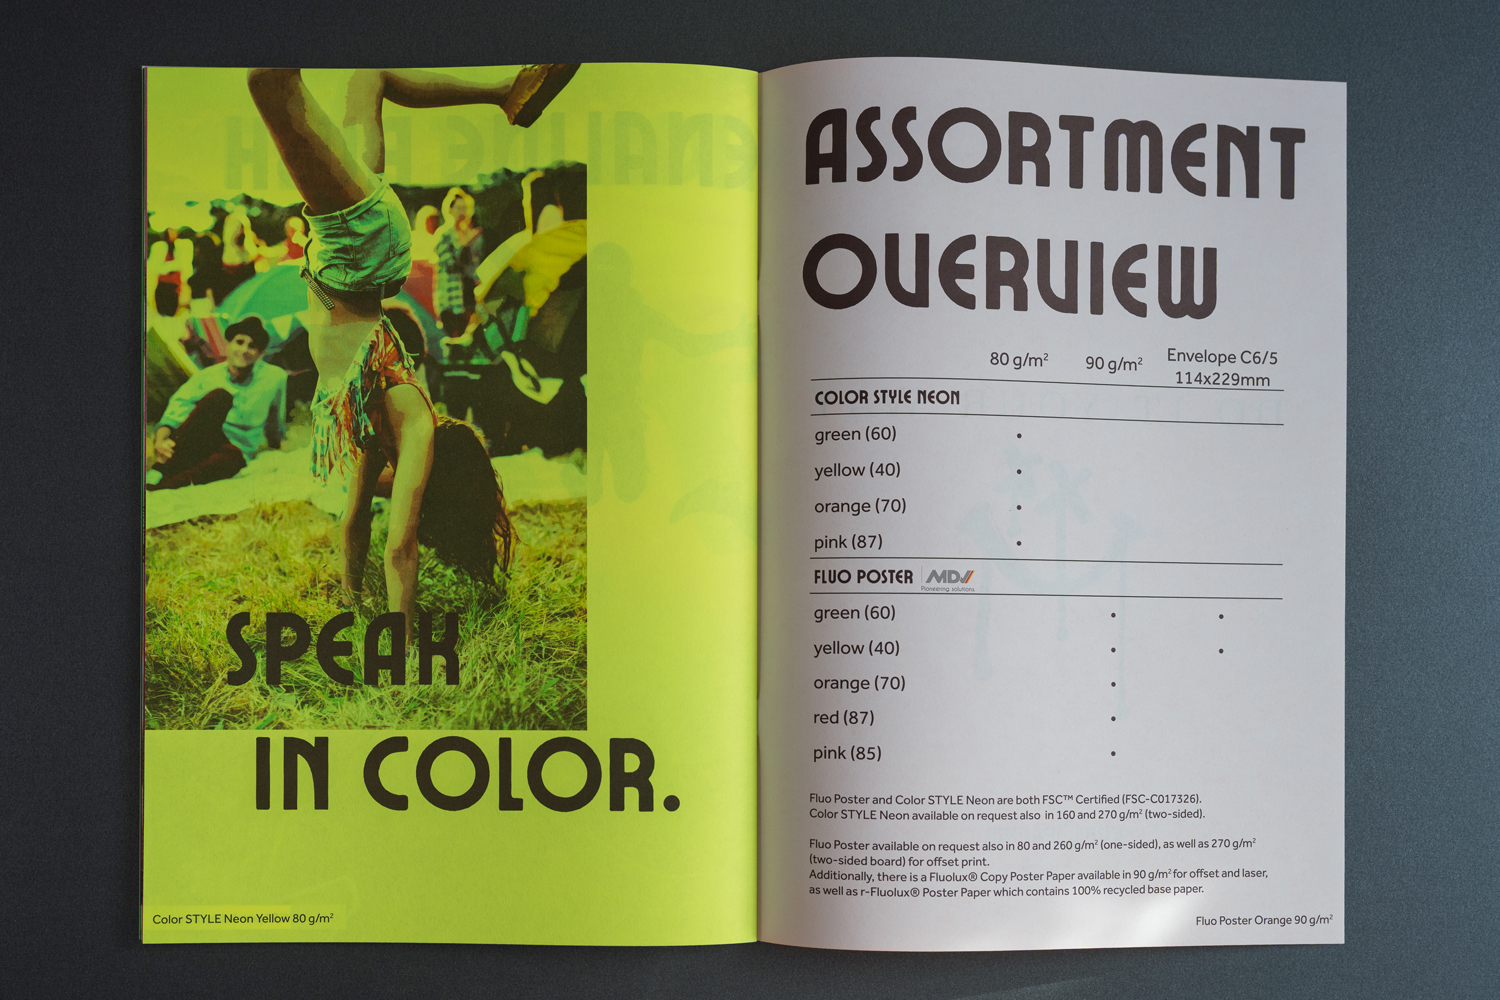 SPEAK
IN COLOR.
Color STYLE Neon Yellow 80 g/m²
ASSORTMENT
OVERVIEW
80 g/m² 90 g/m² Envelope C6/5
114x229mm
COLOR STYLE NEON
green (60) •
yellow (40) •
orange (70) •
pink (87) •
FLUO POSTER MDV
Pioneering solutions.
green (60) • •
yellow (40) • •
orange (70) •
red (87) •
pink (85) •
Fluo Poster and Color STYLE Neon are both FSC™ Certified (FSC-C017326).
Color STYLE Neon available on request also in 160 and 270 g/m² (two-sided).
Fluo Poster available on request also in 80 and 260 g/m² (one-sided), as well as 270 g/m²
(two-sided board) for offset print.
Additionally, there is a Fluolux® Copy Poster Paper available in 90 g/m² for offset and laser,
as well as r-Fluolux® Poster Paper which contains 100% recycled base paper.
Fluo Poster Orange 90 g/m²